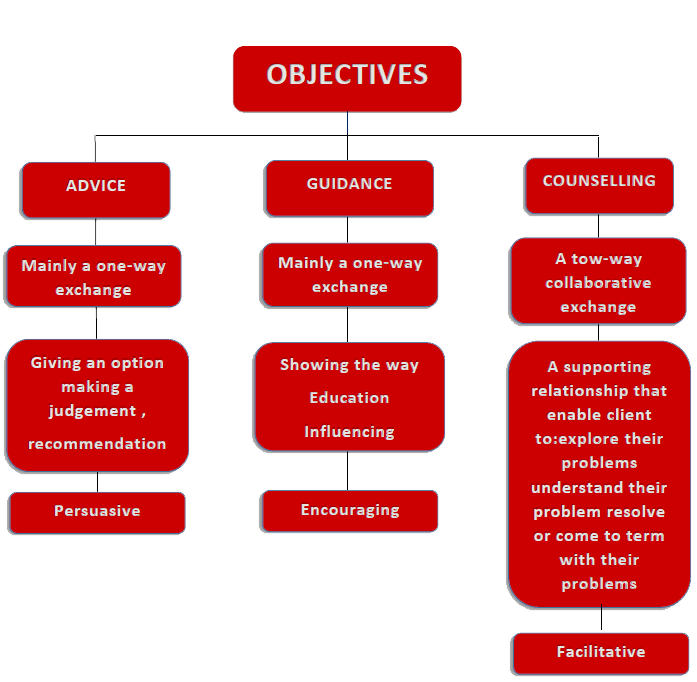 OBJECTIVES
ADVICE
Mainly a one-way
exchange
Giving an option
making a
judgement ,
recommendation
Persuasive
GUIDANCE
Mainly a one-way
exchange
Showing the way
Education
Influencing
Encouraging
COUNSELLING
A tow-way
collaborative
exchange
A supporting
relationship that
enable client
to:explore their
problems
understand their
problem resolve
or come to term
with their
problems
Facilitative